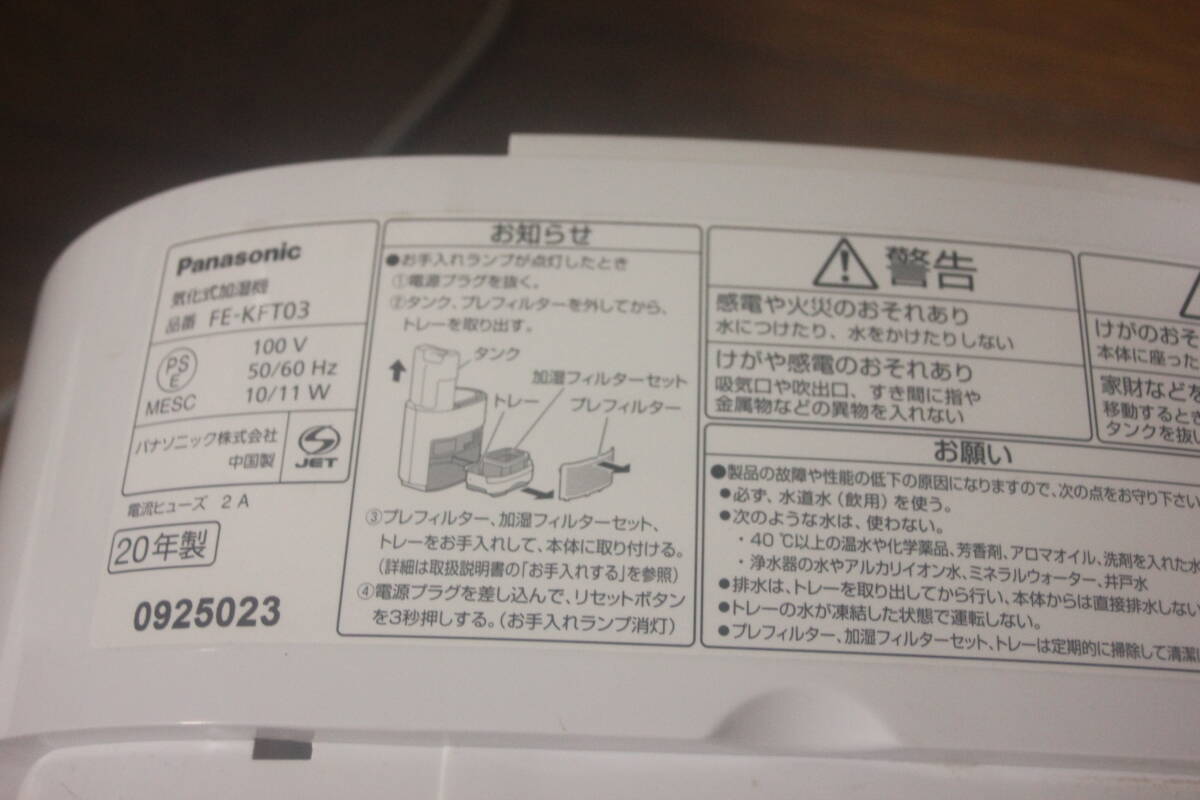 Panasonic
気化式加湿機
品番 FE-KFT03
PS
E
MESC
100 V
50/60 Hz
10/11 W
パナソニック株式会社
中国製
JET
電流ヒューズ 2 A
20年製
0925023
お知らせ
●お手入れランプが点灯したとき
①電源プラグを抜く。
②タンク、プレフィルターを外してから、
トレーを取り出す。
タンク
加湿フィルターセット
トレー
プレフィルター
③プレフィルター、加湿フィルターセット、
トレーをお手入れして、本体に取り付ける。
(詳細は取扱説明書の「お手入れする」を参照)
④電源プラグを差し込んで、リセットボタン
を3秒押しする。(お手入れランプ消灯)
警告
感電や火災のおそれあり
水につけたり、水をかけたりしない
けがや感電のおそれあり
吸気口や吹出口、すき間に指や
金属物などの異物を入れない
けがのおそ
本体に座った
家財などを
移動するとき
タンクを抜い
お願い
●製品の故障や性能の低下の原因になりますので、次の点をお守り下さい
●必ず、水道水(飲用)を使う。
●次のような水は、使わない。
・40 ℃以上の温水や化学薬品、芳香剤、アロマオイル、洗剤を入れた水
・浄水器の水やアルカリイオン水、ミネラルウォーター、井戸水
●排水は、トレーを取り出してから行い、本体からは直接排水しない
●トレーの水が凍結した状態で運転しない。
●プレフィルター、加湿フィルターセット、トレーは定期的に掃除して清潔に